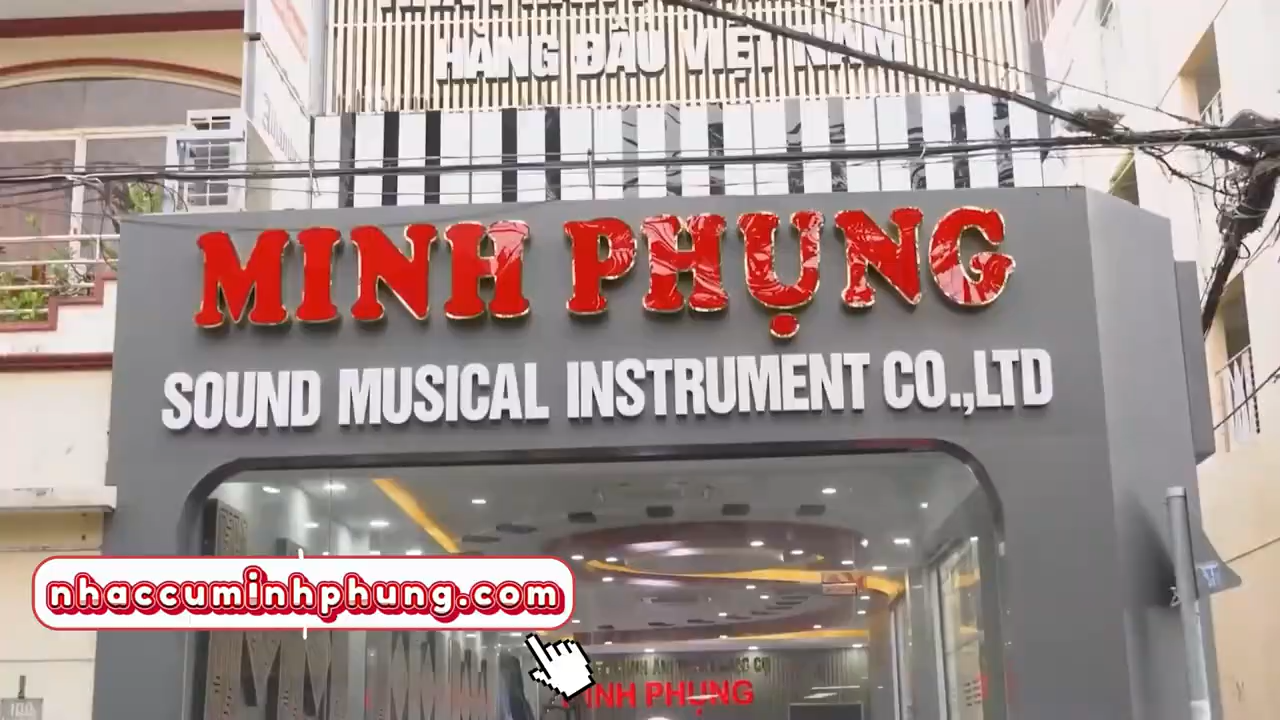 HÀNG ĐẦU VIỆT NAM
MINH PHỤNG
SOUND MUSICAL INSTRUMENT CO.,LTD
nhaccuminhphung.com
MINH PHỤNG